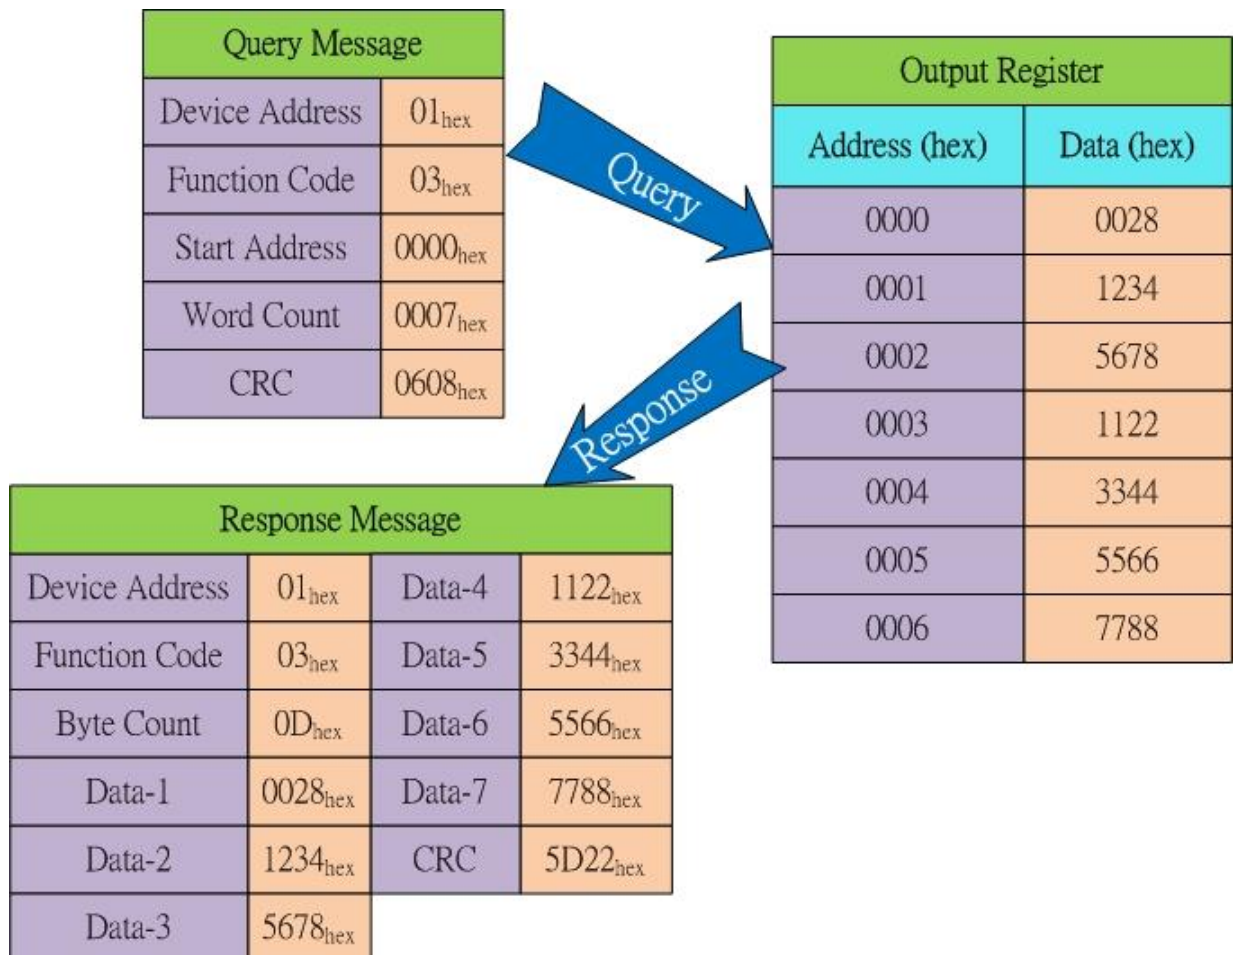 Query Message
Device Address 01hex
Function Code 03hex
Start Address 0000hex
Word Count 0007hex
CRC 0608hex
Query
Output Register
Address (hex) Data (hex)
0000 0028
0001 1234
0002 5678
0003 1122
0004 3344
0005 5566
0006 7788
Response
Response Message
Device Address 01hex Data-4 1122hex
Function Code 03hex Data-5 3344hex
Byte Count 0Dhex Data-6 5566hex
Data-1 0028hex Data-7 7788hex
Data-2 1234hex CRC 5D22hex
Data-3 5678hex